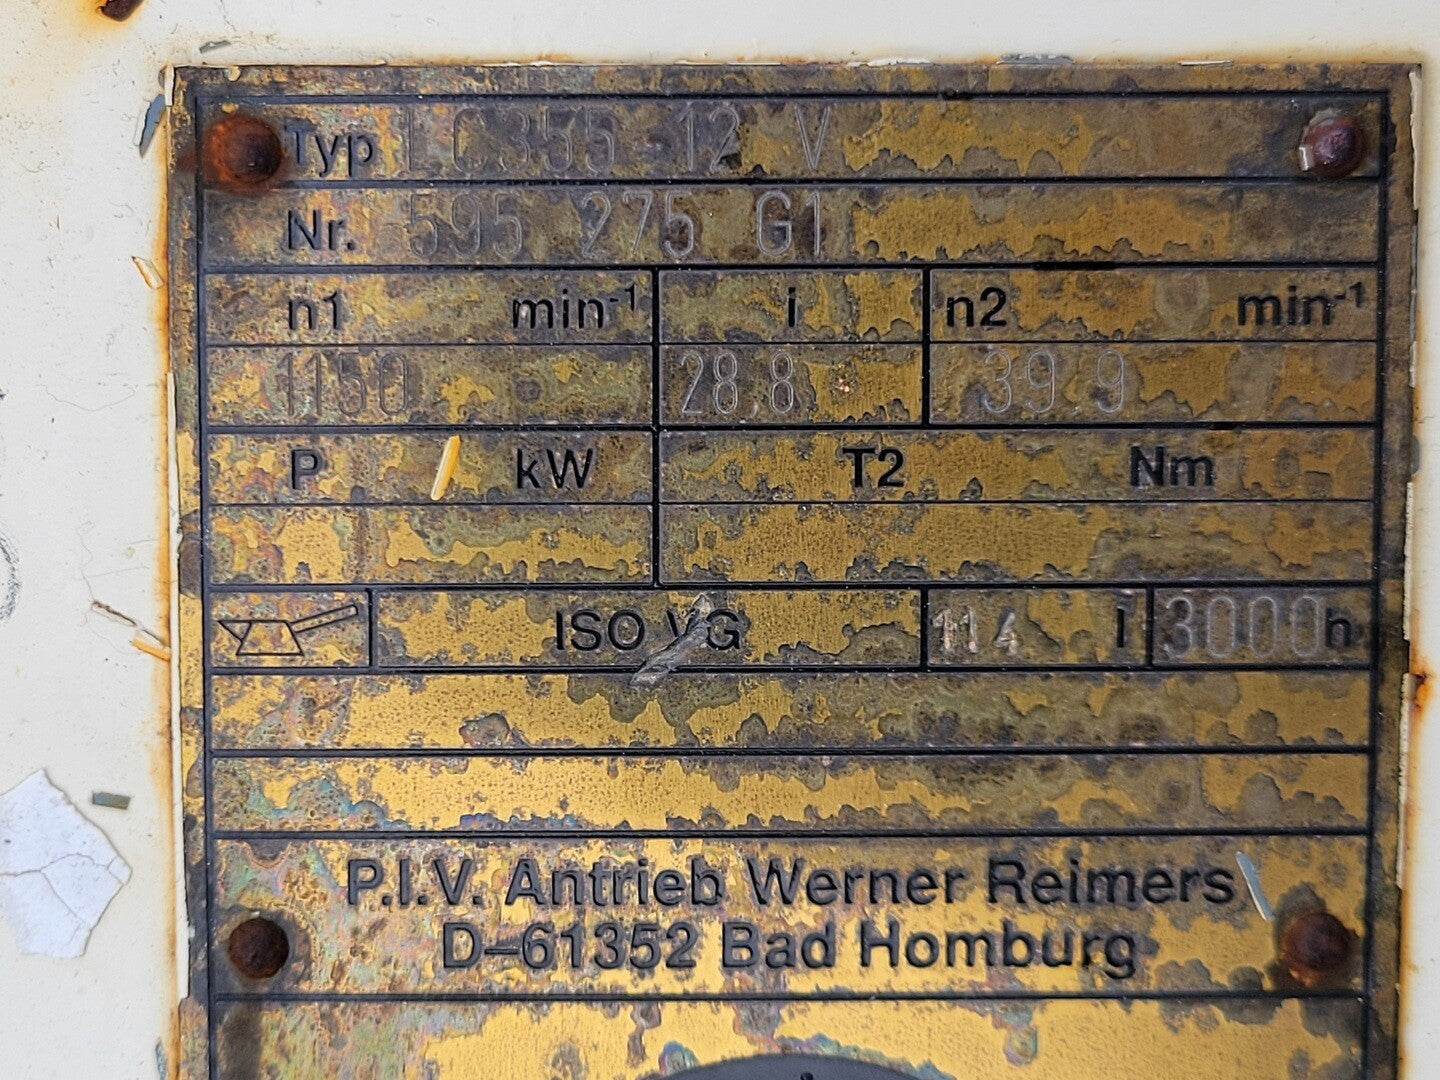 Typ LC355 12 V
Nr. 595 275 G1
n1 min⁻¹ i n2 min⁻¹
1150 28,8 39 9
P kW T2 Nm
ISO VG 114 l 3000 h
P.I.V. Antrieb Werner Reimers
D-61352 Bad Homburg